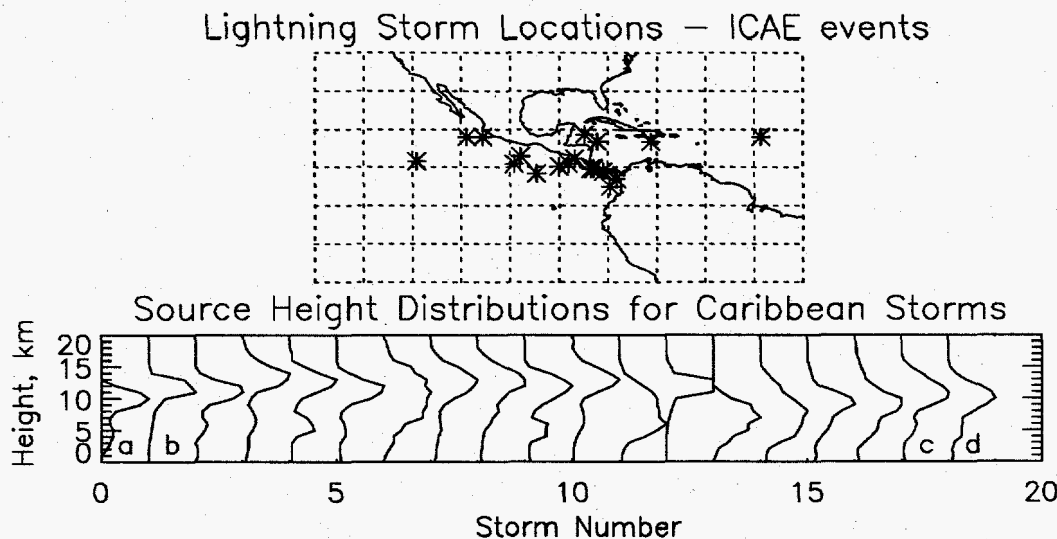 Lightning Storm Locations – ICAE events
Source Height Distributions for Caribbean Storms
Height, km
20
15
10
5
0
a
b
c
d
0
5
10
15
20
Storm Number